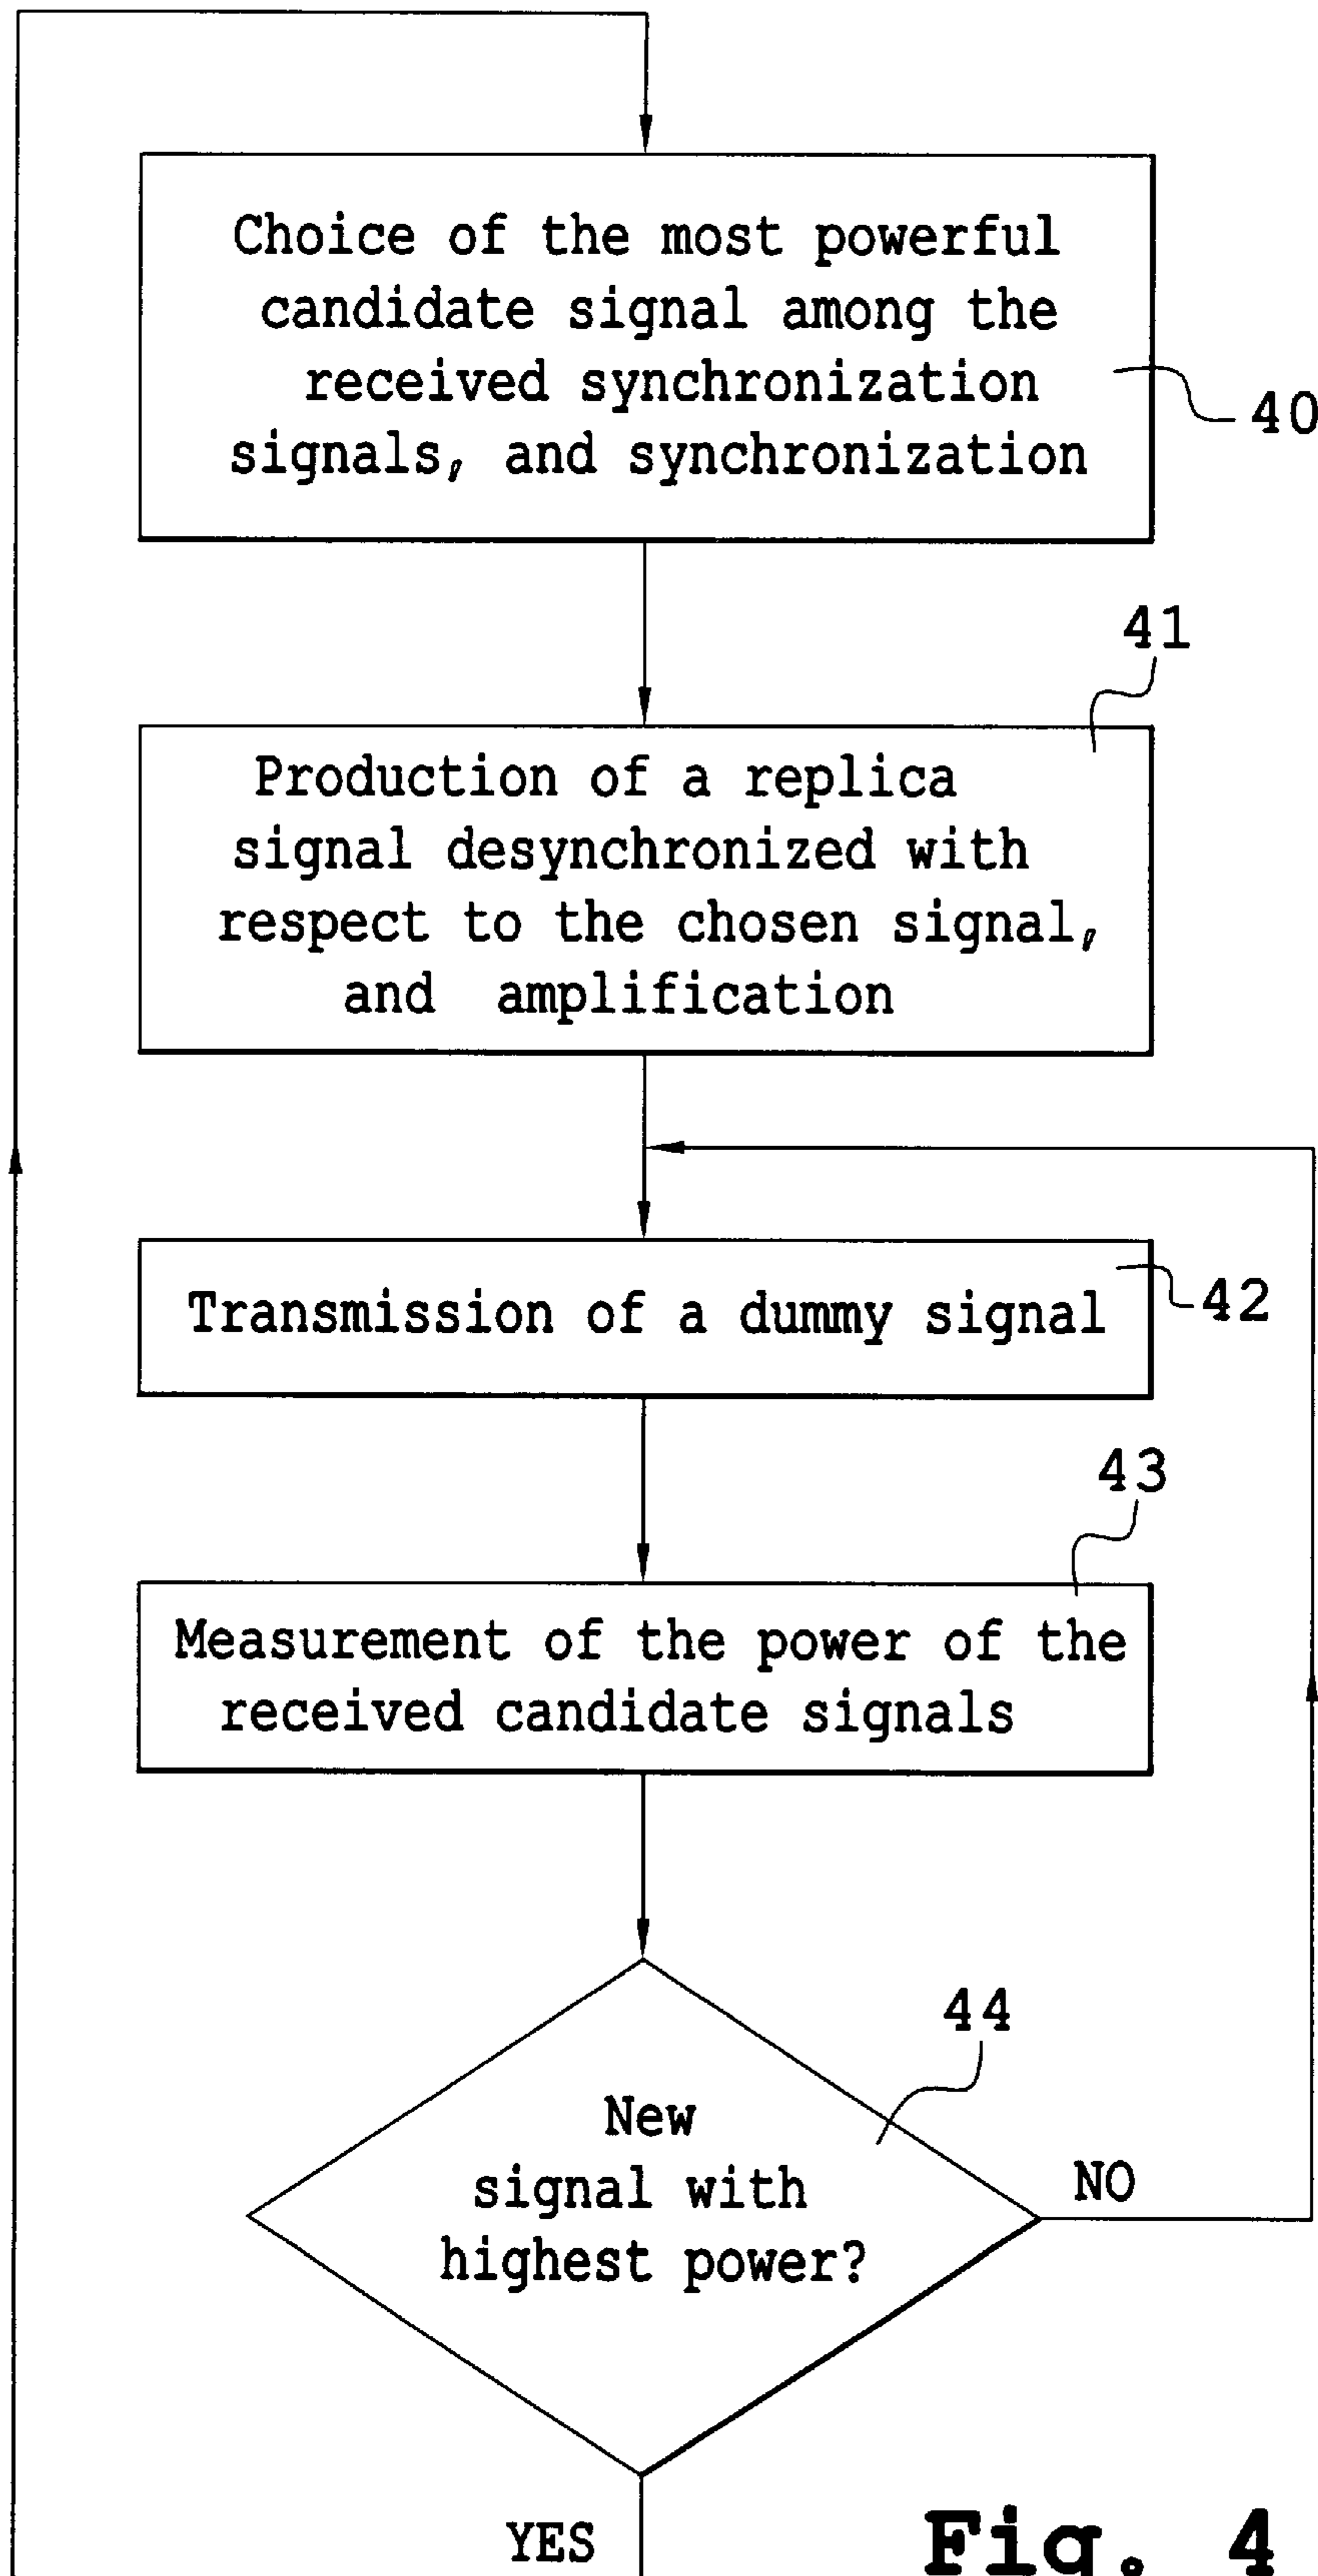 Choice of the most powerful
candidate signal among the
received synchronization
signals, and synchronization
40
41
Production of a replica
signal desynchronized with
respect to the chosen signal,
and amplification
Transmission of a dummy signal
42
43
Measurement of the power of the
received candidate signals
44
New
signal with
highest power?
NO
YES
Fig. 4